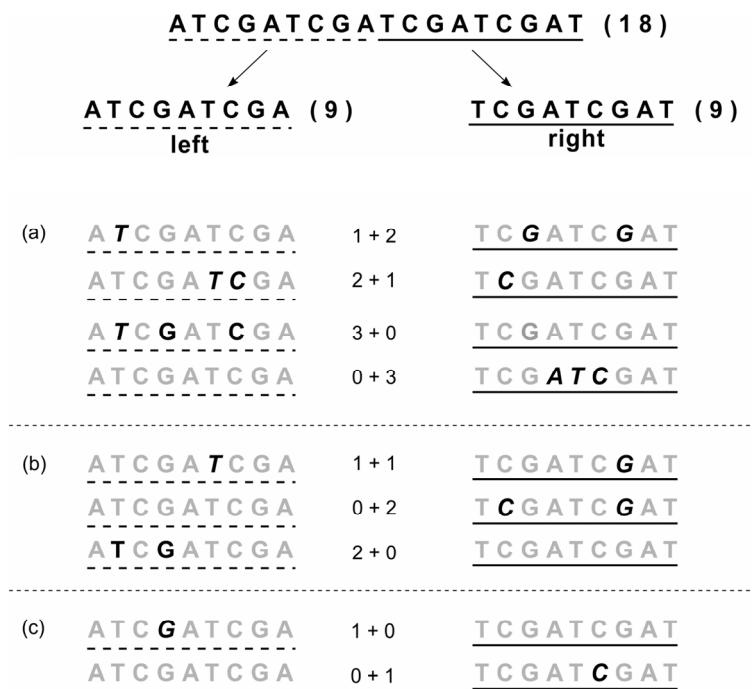 ATCGATCGATCGATCGAT (18)
ATCGATCGA (9) TCGATCGAT (9)
left right
(a) ATCGATCGA 1 + 2 TCGATCGAT
ATCGATCGA 2 + 1 TCGATCGAT
ATCGATCGA 3 + 0 TCGATCGAT
ATCGATCGA 0 + 3 TCGATCGAT
(b) ATCGATCGA 1 + 1 TCGATCGAT
ATCGATCGA 0 + 2 TCGATCGAT
ATCGATCGA 2 + 0 TCGATCGAT
(c) ATCGATCGA 1 + 0 TCGATCGAT
ATCGATCGA 0 + 1 TCGATCGAT